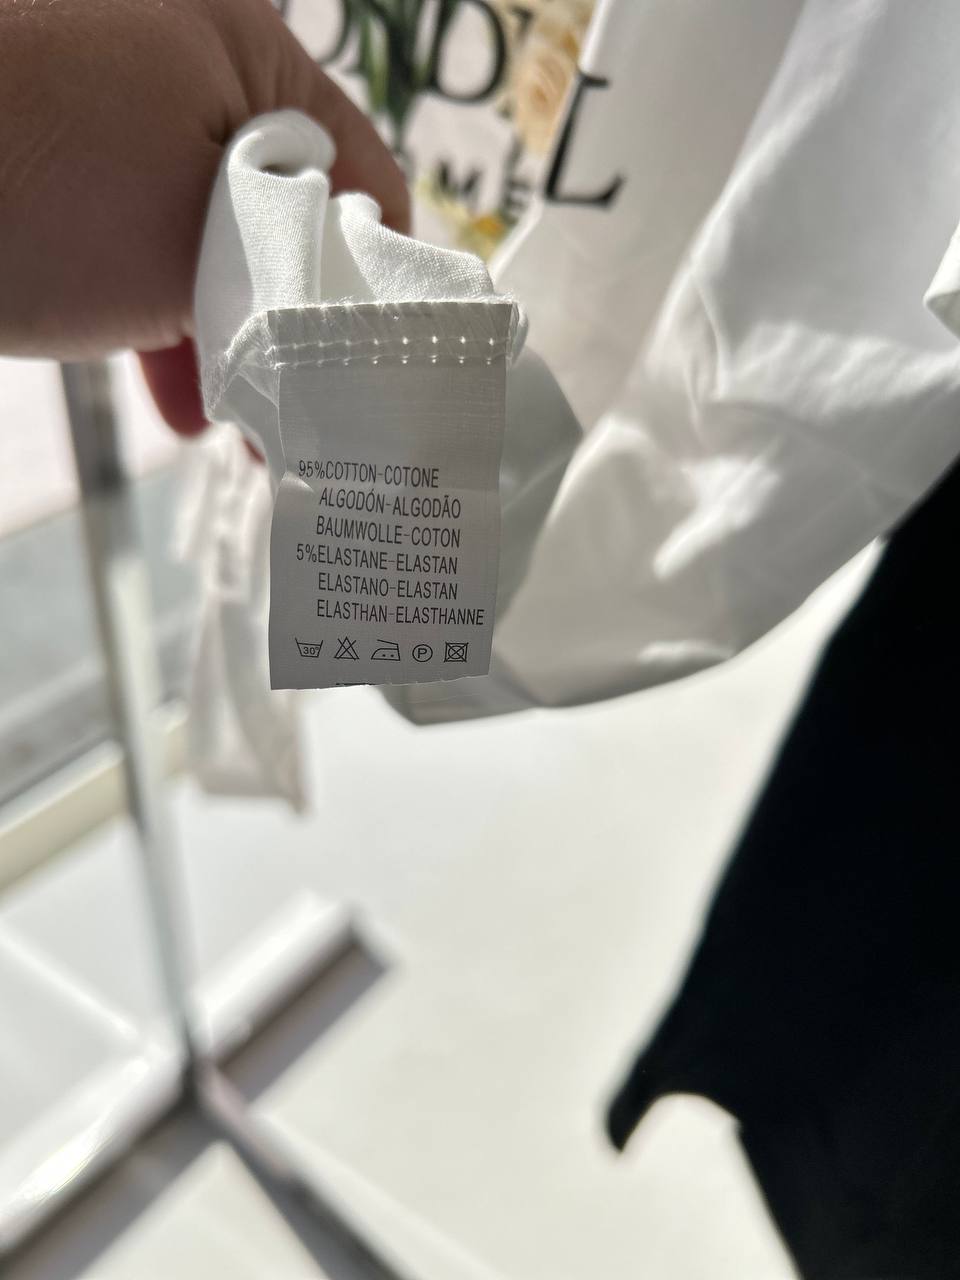 L
95%COTTON-COTONE
ALGODÓN-ALGODÃO
BAUMWOLLE-COTON
5%ELASTANE-ELASTAN
ELASTANO-ELASTAN
ELASTHAN-ELASTHANNE
30°
P